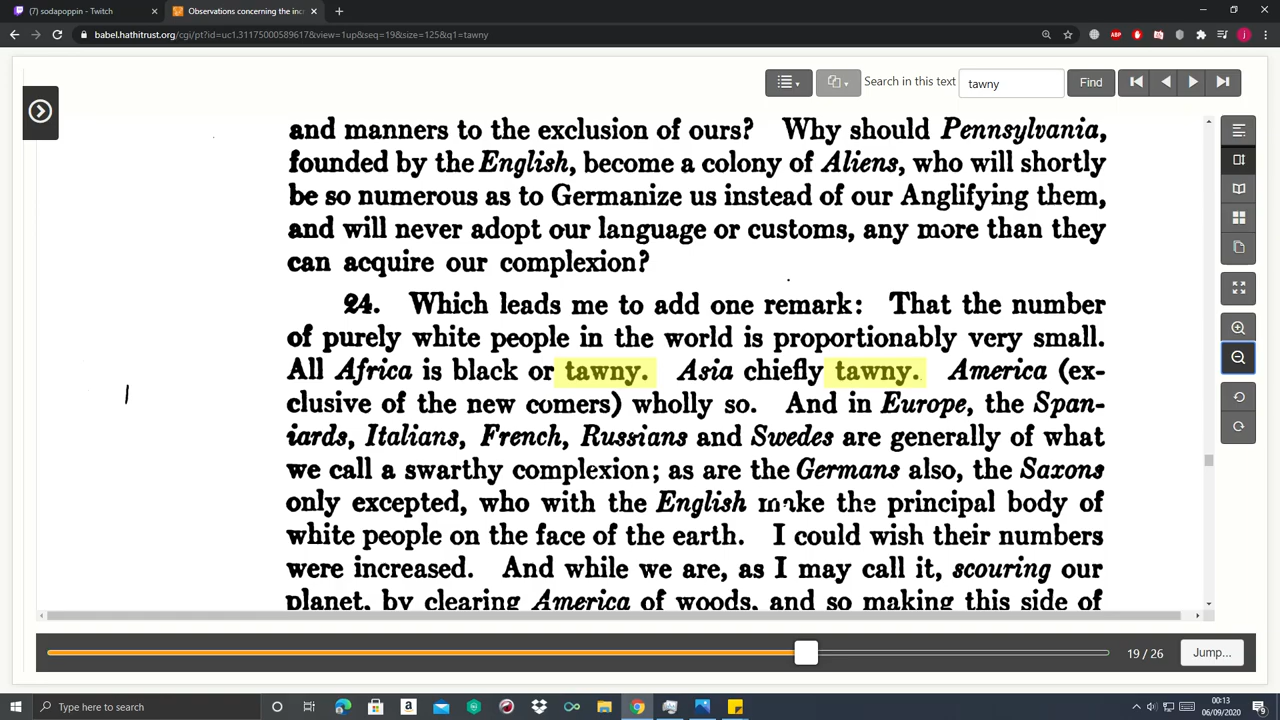 (7) sodapoppin - Twitch
Observations concerning the inc
babel.hathitrust.org/cgi/pt?id=uc1.31175000589617&view=1up&seq=19&size=125&q1=tawny
Search in this text
tawny
Find
and manners to the exclusion of ours? Why should Pennsylvania,
founded by the English, become a colony of Aliens, who will shortly
be so numerous as to Germanize us instead of our Anglifying them,
and will never adopt our language or customs, any more than they
can acquire our complexion?
24. Which leads me to add one remark: That the number
of purely white people in the world is proportionably very small.
All Africa is black or tawny. Asia chiefly tawny. America (ex-
clusive of the new comers) wholly so. And in Europe, the Span-
iards, Italians, French, Russians and Swedes are generally of what
we call a swarthy complexion; as are the Germans also, the Saxons
only excepted, who with the English make the principal body of
white people on the face of the earth. I could wish their numbers
were increased. And while we are, as I may call it, scouring our
planet, by clearing America of woods, and so making this side of
19 / 26
Jump...
Type here to search
00:13
06/09/2020